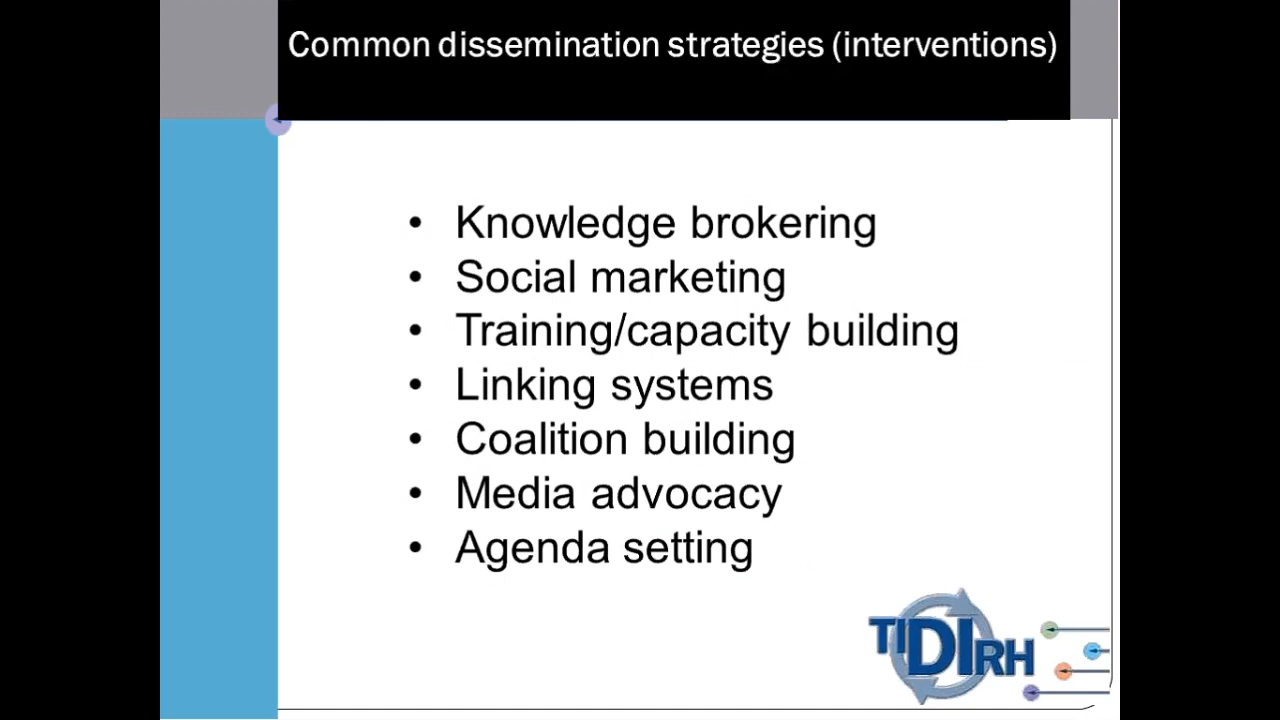 Common dissemination strategies (interventions)
• Knowledge brokering
• Social marketing
• Training/capacity building
• Linking systems
• Coalition building
• Media advocacy
• Agenda setting
TIDIRH